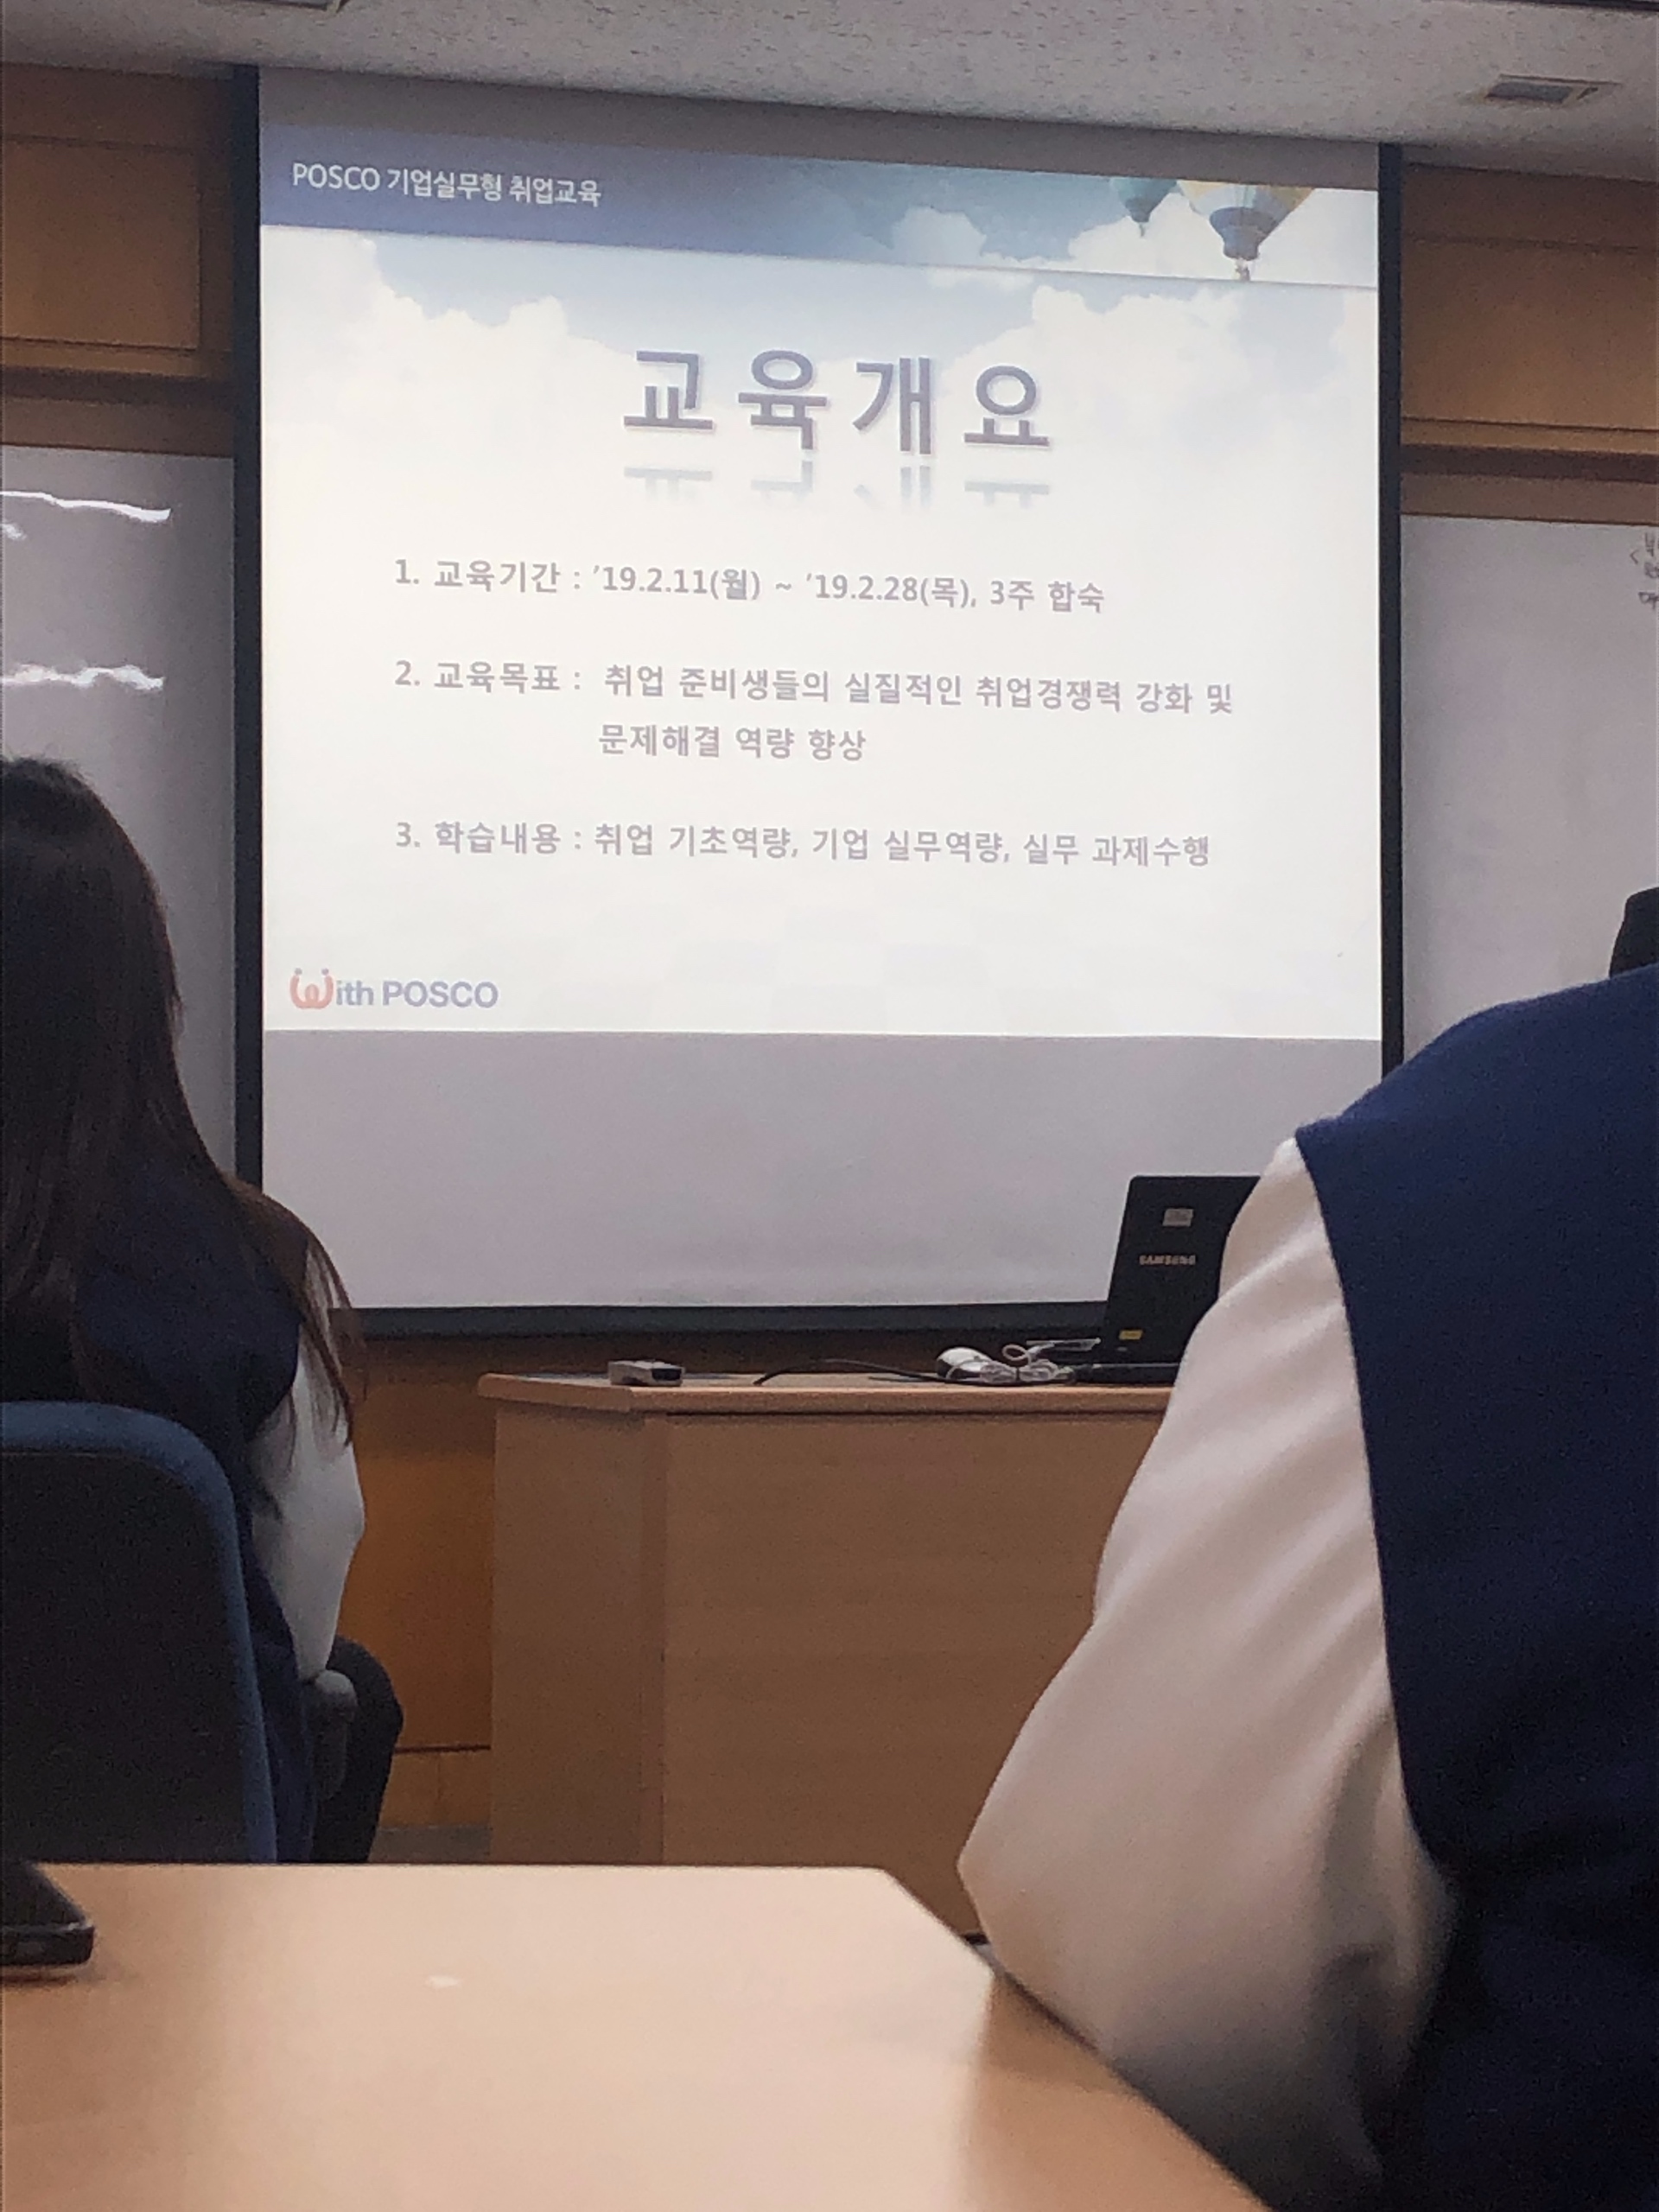 POSCO 기업실무형 취업교육
교육개요
1. 교육기간 : '19.2.11(월) ~ '19.2.28(목), 3주 합숙
2. 교육목표 : 취업 준비생들의 실질적인 취업경쟁력 강화 및
문제해결 역량 향상
3. 학습내용 : 취업 기초역량, 기업 실무역량, 실무 과제수행
With POSCO
SAMSUNG